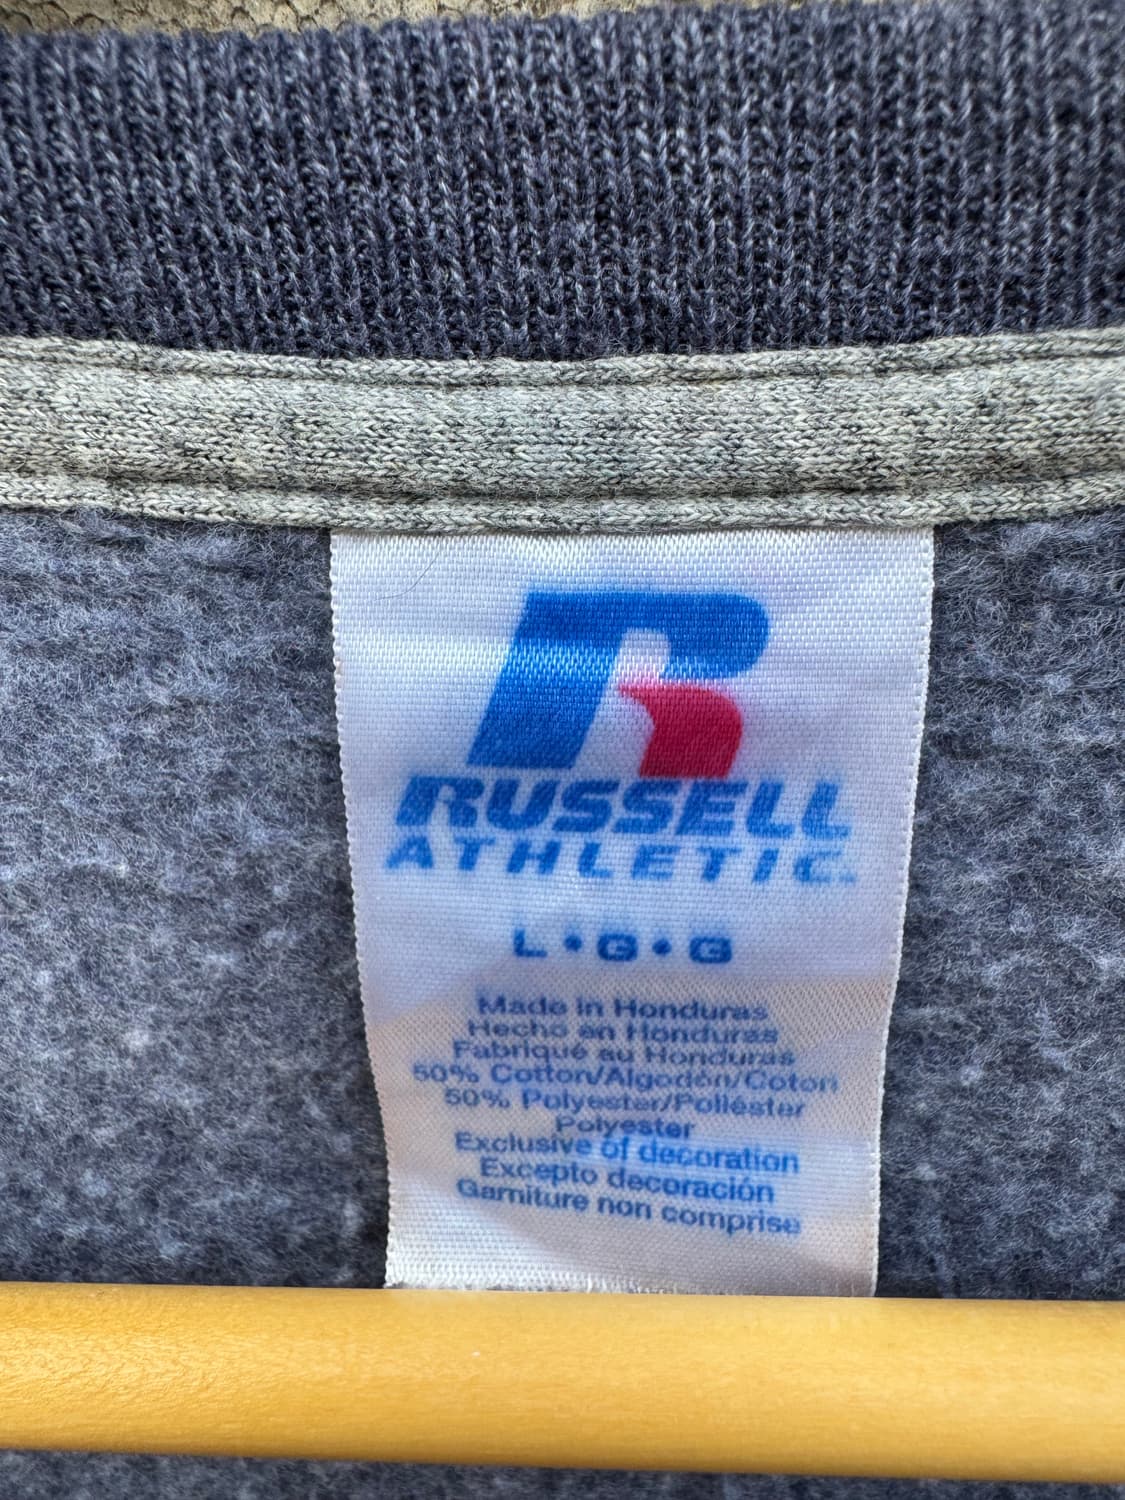 R
RUSSELL
ATHLETIC.
L•G•G
Made in Honduras
Hecho en Honduras
Fabriqué au Honduras
50% Cotton/Algodón/Coton
50% Polyester/Poliéster
Polyester
Exclusive of decoration
Excepto decoración
Garniture non comprise